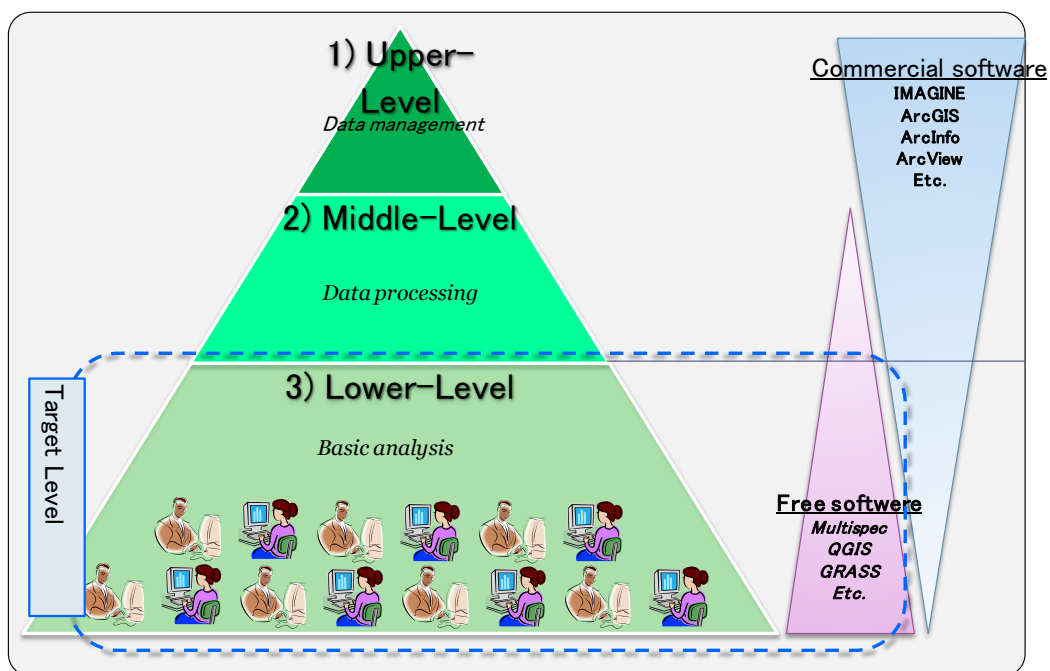 1) Upper-
Level
Data management
2) Middle-Level
Data processing
3) Lower-Level
Basic analysis
Target Level
Commercial software
IMAGINE
ArcGIS
ArcInfo
ArcView
Etc.
Free softwere
Multispec
QGIS
GRASS
Etc.